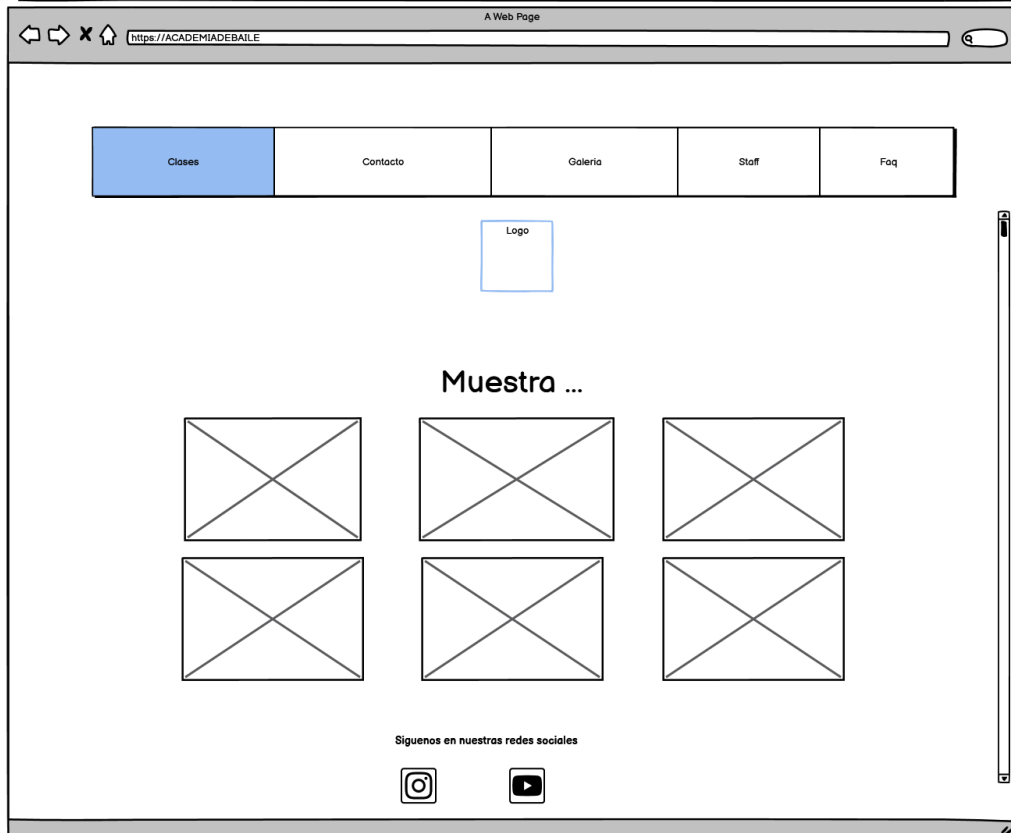 A Web Page
https://ACADEMIADEBAILE
Clases
Contacto
Galeria
Staff
Faq
Logo
Muestra ...
Siguenos en nuestras redes sociales